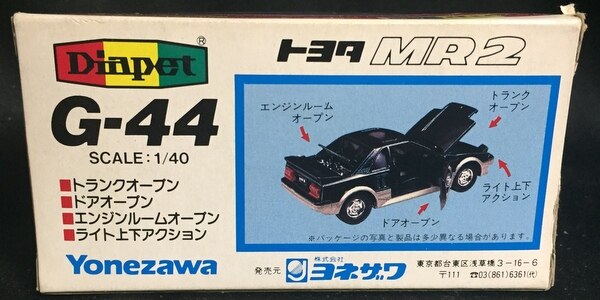 Diapet®
G-44
SCALE:1/40
■トランクオープン
■ドアオープン
■エンジンルームオープン
■ライト上下アクション
Yonezawa
トヨタ MR2
エンジンルーム
オープン
トランク
オープン
ライト上下
アクション
ドアオープン
※パッケージの写真と製品は多少異なる場合があります。
発売元 株式会社 ヨネザワ
東京都台東区浅草橋3-16-6
〒111 ☎03(861)6361(代)